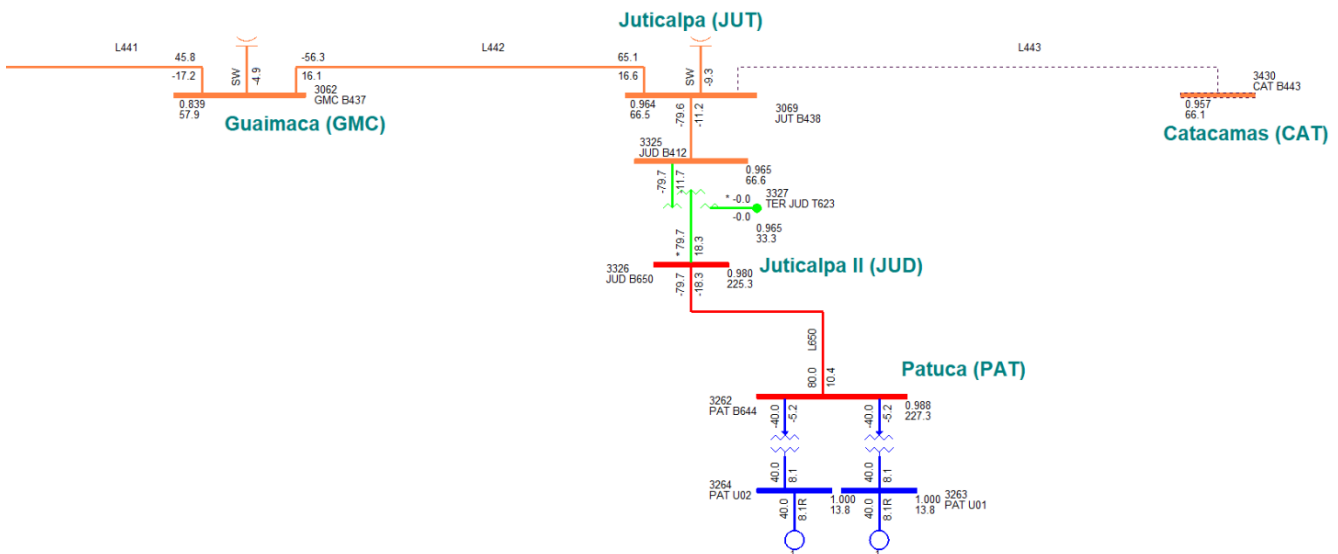 Juticalpa (JUT)
L441
L442
L443
45.8
-17.2
SW
-4.9
-56.3
16.1
65.1
16.6
SW
-9.3
3062
GMC B437
0.839
57.9
Guaimaca (GMC)
0.964
66.5
-79.6
-11.2
3069
JUT B438
3430
CAT B443
0.957
66.1
Catacamas (CAT)
3325
JUD B412
0.965
66.6
-79.7
-11.7
* -0.0
-0.0
3327
TER JUD T623
0.965
33.3
* 79.7
18.3
3326
JUD B650
0.980
225.3
Juticalpa II (JUD)
-79.7
-18.3
L650
80.0
10.4
Patuca (PAT)
3262
PAT B644
0.988
227.3
-40.0
-5.2
-40.0
-5.2
40.0
8.1
40.0
8.1
3264
PAT U02
1.000
13.8
1.000
13.8
3263
PAT U01
40.0
8.1R
40.0
8.1R